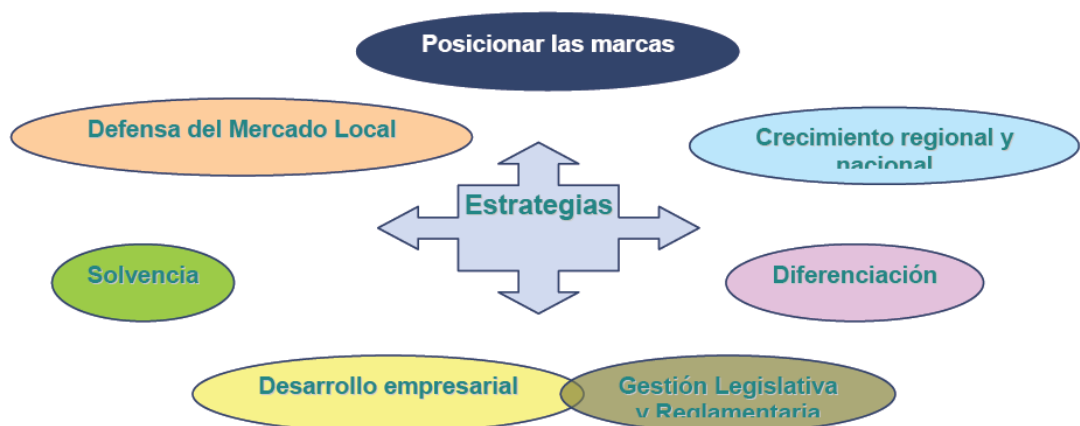 Posicionar las marcas
Defensa del Mercado Local
Crecimiento regional y
nacional
Estrategias
Solvencia
Diferenciación
Desarrollo empresarial
Gestión Legislativa
y Reglamentaria